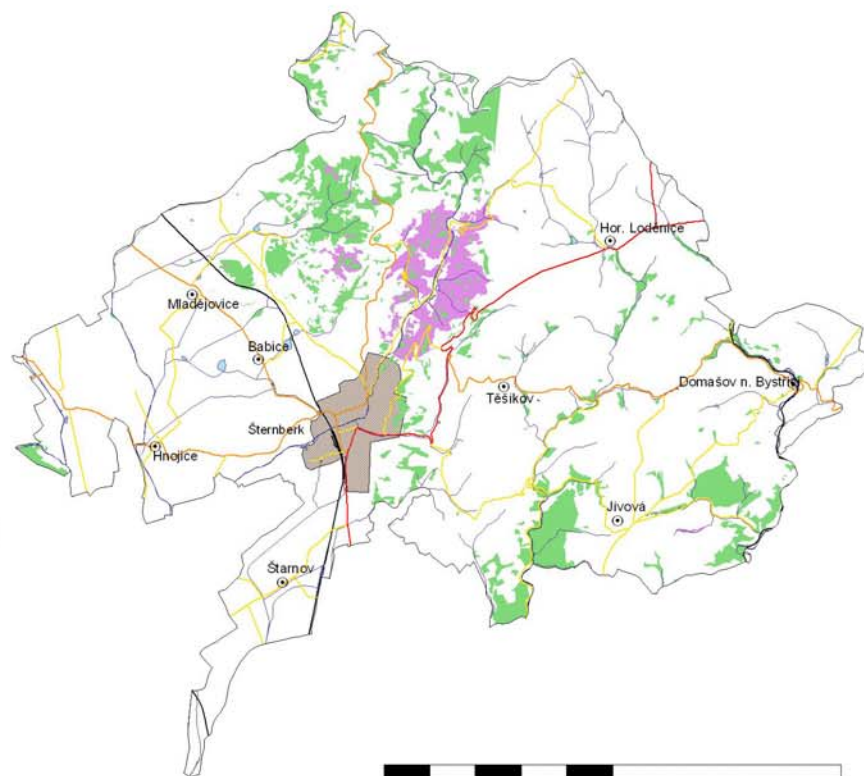 Hor. Loděnice
Mladějovice
Babice
Domašov n. Bystřicí
Těšíkov
Šternberk
Hnojice
Jívová
Štarnov